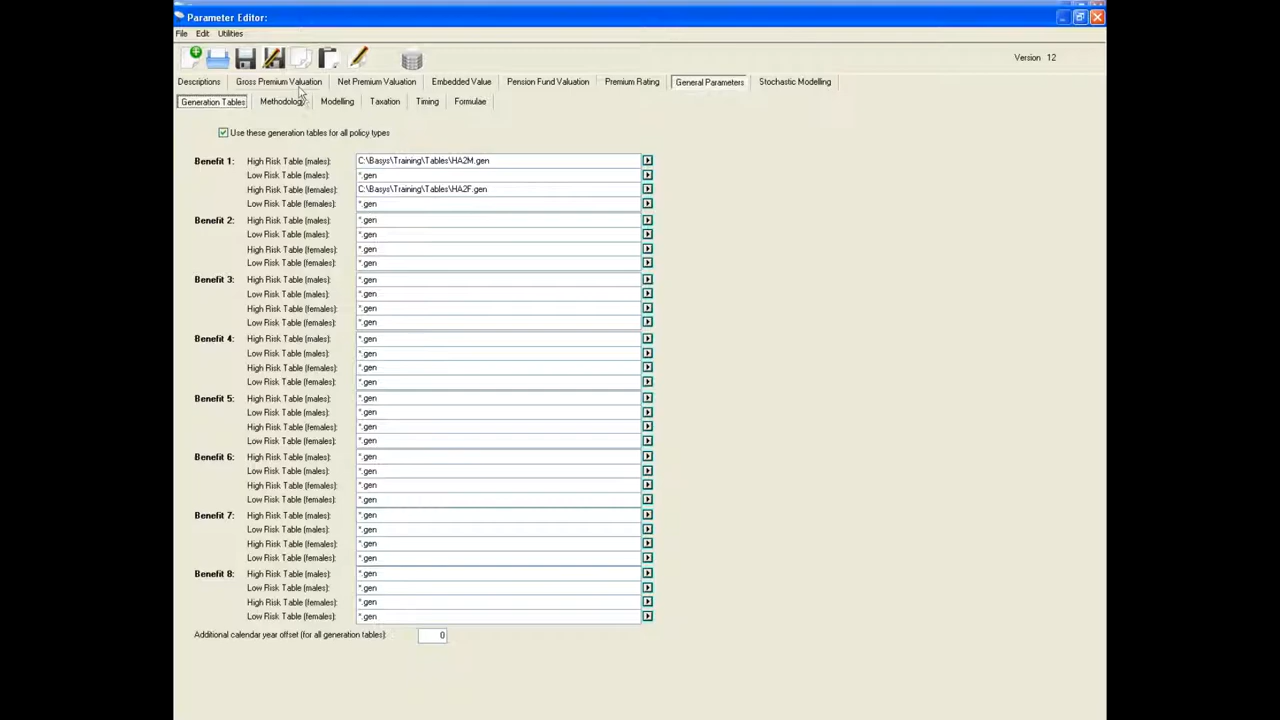 Parameter Editor:
File Edit Utilities
Version 12
Descriptions Gross Premium Valuation Net Premium Valuation Embedded Value Pension Fund Valuation Premium Rating General Parameters Stochastic Modelling
Generation Tables Methodology Modelling Taxation Timing Formulae
Use these generation tables for all policy types
Benefit 1: High Risk Table (males): C:\Basys\Training\Tables\HA2M.gen
Low Risk Table (males): *.gen
High Risk Table (females): C:\Basys\Training\Tables\HA2F.gen
Low Risk Table (females): *.gen
Benefit 2: High Risk Table (males): *.gen
Low Risk Table (males): *.gen
High Risk Table (females): *.gen
Low Risk Table (females): *.gen
Benefit 3: High Risk Table (males): *.gen
Low Risk Table (males): *.gen
High Risk Table (females): *.gen
Low Risk Table (females): *.gen
Benefit 4: High Risk Table (males): *.gen
Low Risk Table (males): *.gen
High Risk Table (females): *.gen
Low Risk Table (females): *.gen
Benefit 5: High Risk Table (males): *.gen
Low Risk Table (males): *.gen
High Risk Table (females): *.gen
Low Risk Table (females): *.gen
Benefit 6: High Risk Table (males): *.gen
Low Risk Table (males): *.gen
High Risk Table (females): *.gen
Low Risk Table (females): *.gen
Benefit 7: High Risk Table (males): *.gen
Low Risk Table (males): *.gen
High Risk Table (females): *.gen
Low Risk Table (females): *.gen
Benefit 8: High Risk Table (males): *.gen
Low Risk Table (males): *.gen
High Risk Table (females): *.gen
Low Risk Table (females): *.gen
Additional calendar year offset (for all generation tables): 0